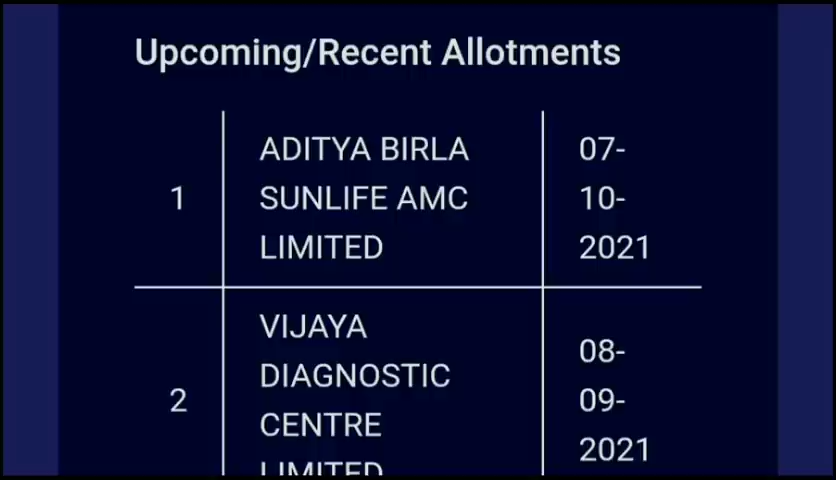 Upcoming/Recent Allotments
1
ADITYA BIRLA
SUNLIFE AMC
LIMITED
07-
10-
2021
2
VIJAYA
DIAGNOSTIC
CENTRE
LIMITED
08-
09-
2021